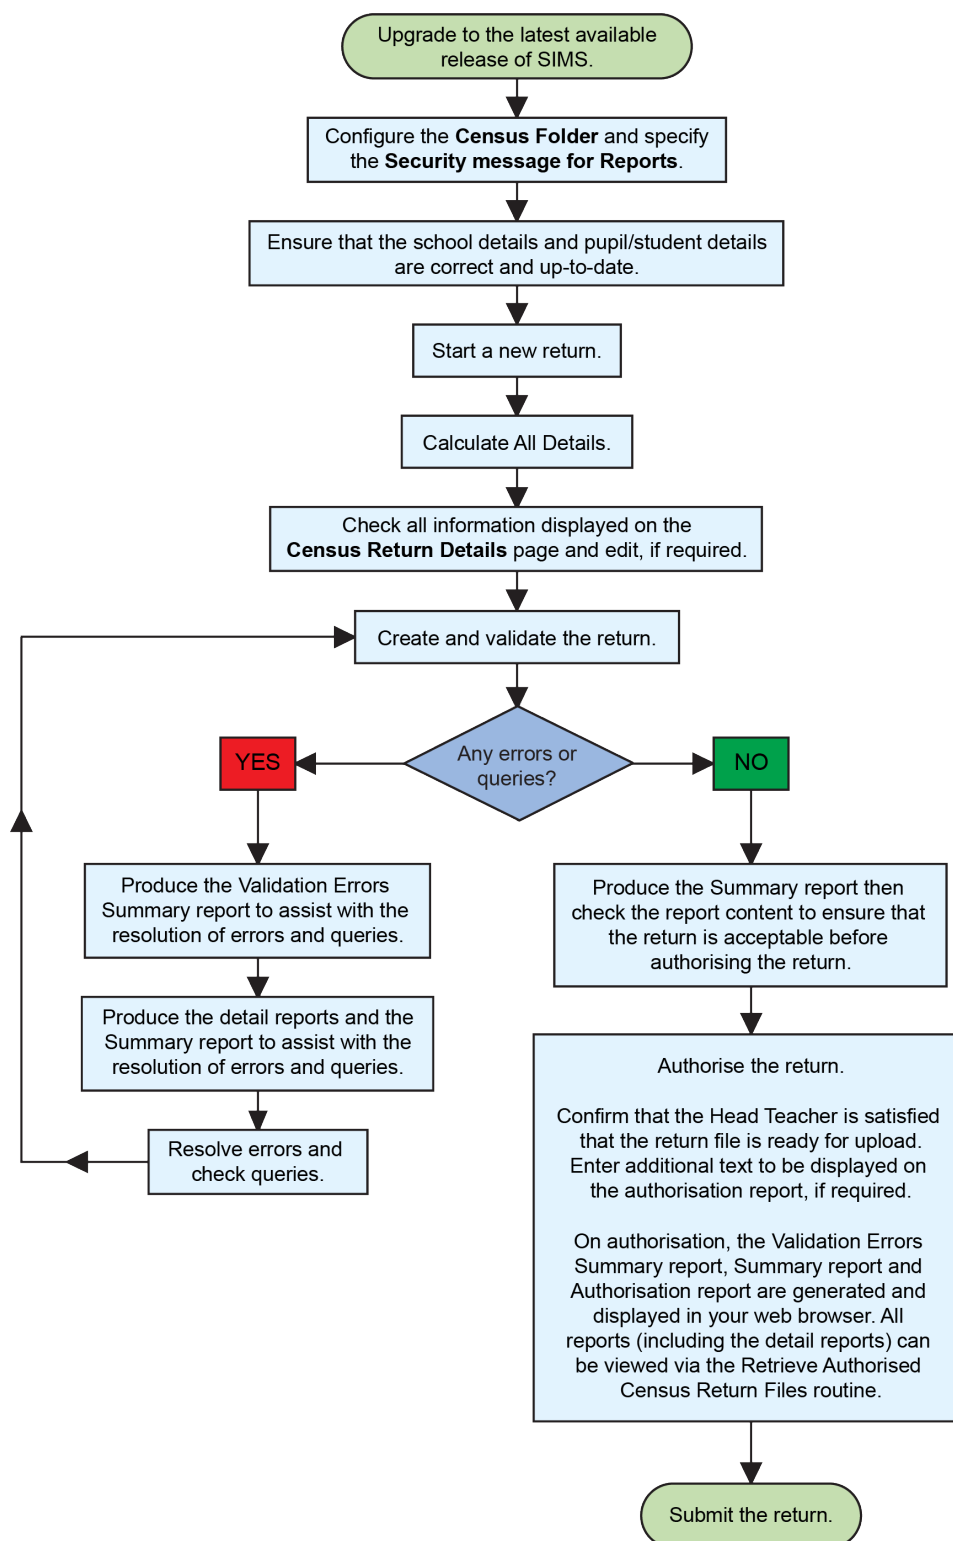 Upgrade to the latest available
release of SIMS.
Configure the Census Folder and specify
the Security message for Reports.
Ensure that the school details and pupil/student details
are correct and up-to-date.
Start a new return.
Calculate All Details.
Check all information displayed on the
Census Return Details page and edit, if required.
Create and validate the return.
Any errors or
queries?
YES
NO
Produce the Validation Errors
Summary report to assist with the
resolution of errors and queries.
Produce the detail reports and the
Summary report to assist with the
resolution of errors and queries.
Resolve errors and
check queries.
Produce the Summary report then
check the report content to ensure that
the return is acceptable before
authorising the return.
Authorise the return.
Confirm that the Head Teacher is satisfied
that the return file is ready for upload.
Enter additional text to be displayed on
the authorisation report, if required.
On authorisation, the Validation Errors
Summary report, Summary report and
Authorisation report are generated and
displayed in your web browser. All
reports (including the detail reports) can
be viewed via the Retrieve Authorised
Census Return Files routine.
Submit the return.